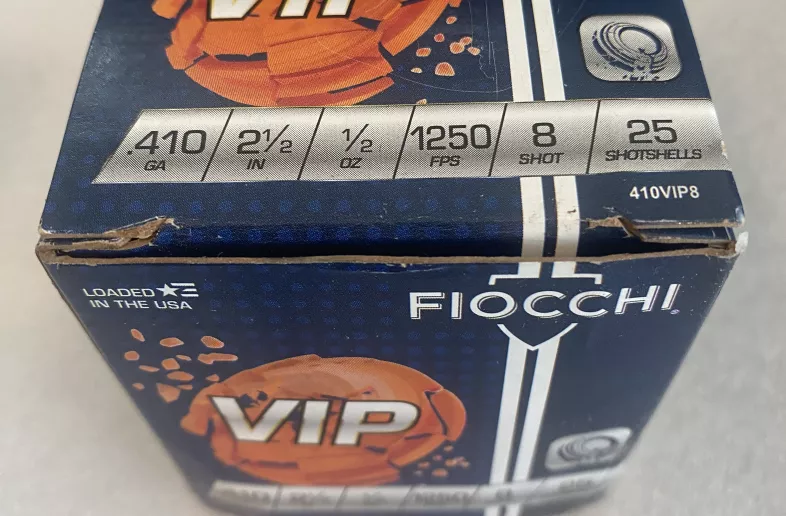 VIP
.410 2½ ½ 1250 8 25
GA IN OZ FPS SHOT SHOTSHELLS
410VIP8
LOADED
IN THE USA
FIOCCHI
VIP